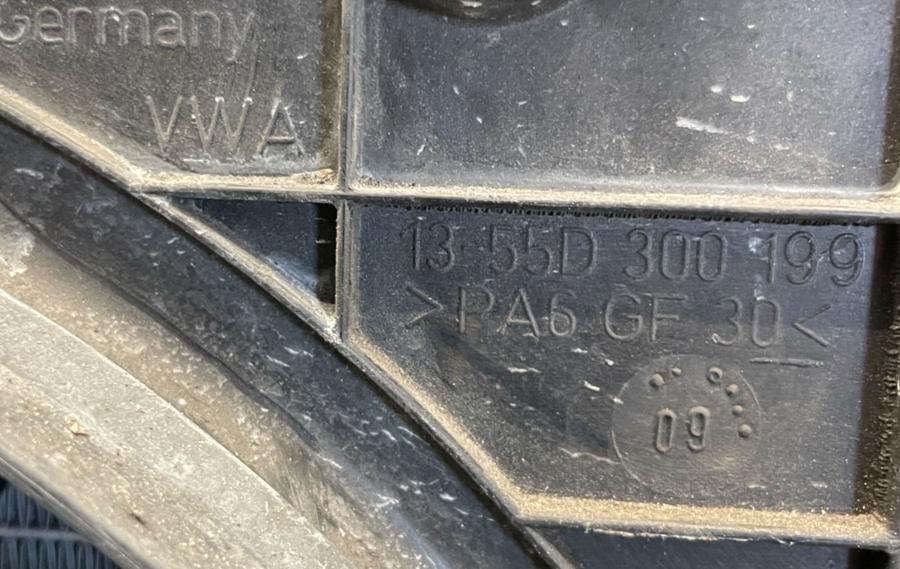 Germany
VWA
13-55D 300 199
>PA6 GF 30<
09